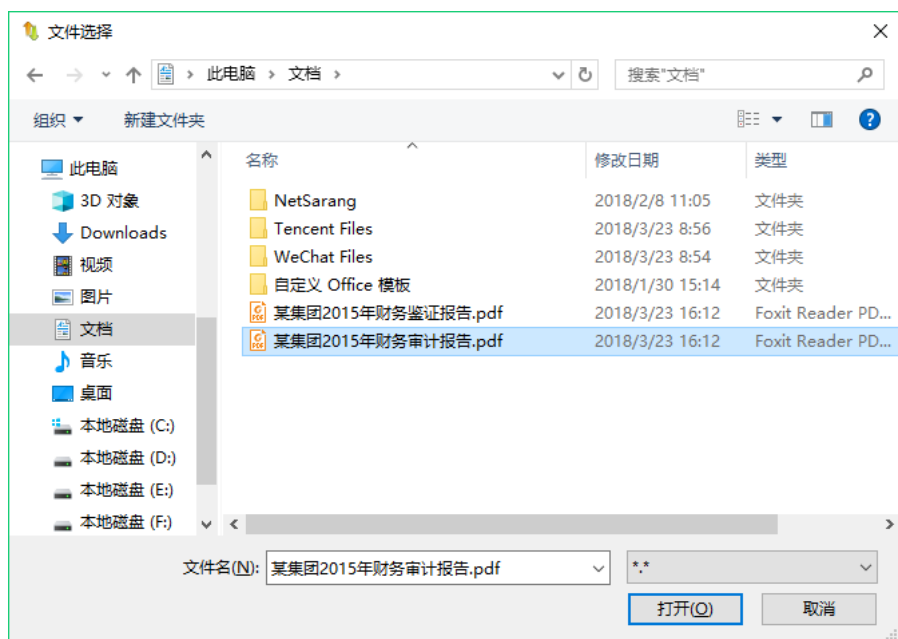 文件选择
此电脑 > 文档 >
搜索"文档"
组织
新建文件夹
名称 修改日期 类型
此电脑
3D 对象
Downloads
视频
图片
文档
音乐
桌面
本地磁盘 (C:)
本地磁盘 (D:)
本地磁盘 (E:)
本地磁盘 (F:)
NetSarang 2018/2/8 11:05 文件夹
Tencent Files 2018/3/23 8:56 文件夹
WeChat Files 2018/3/23 8:54 文件夹
自定义 Office 模板 2018/1/30 15:14 文件夹
某集团2015年财务鉴证报告.pdf 2018/3/23 16:12 Foxit Reader PD...
某集团2015年财务审计报告.pdf 2018/3/23 16:12 Foxit Reader PD...
文件名(N): 某集团2015年财务审计报告.pdf *.*
打开(O) 取消